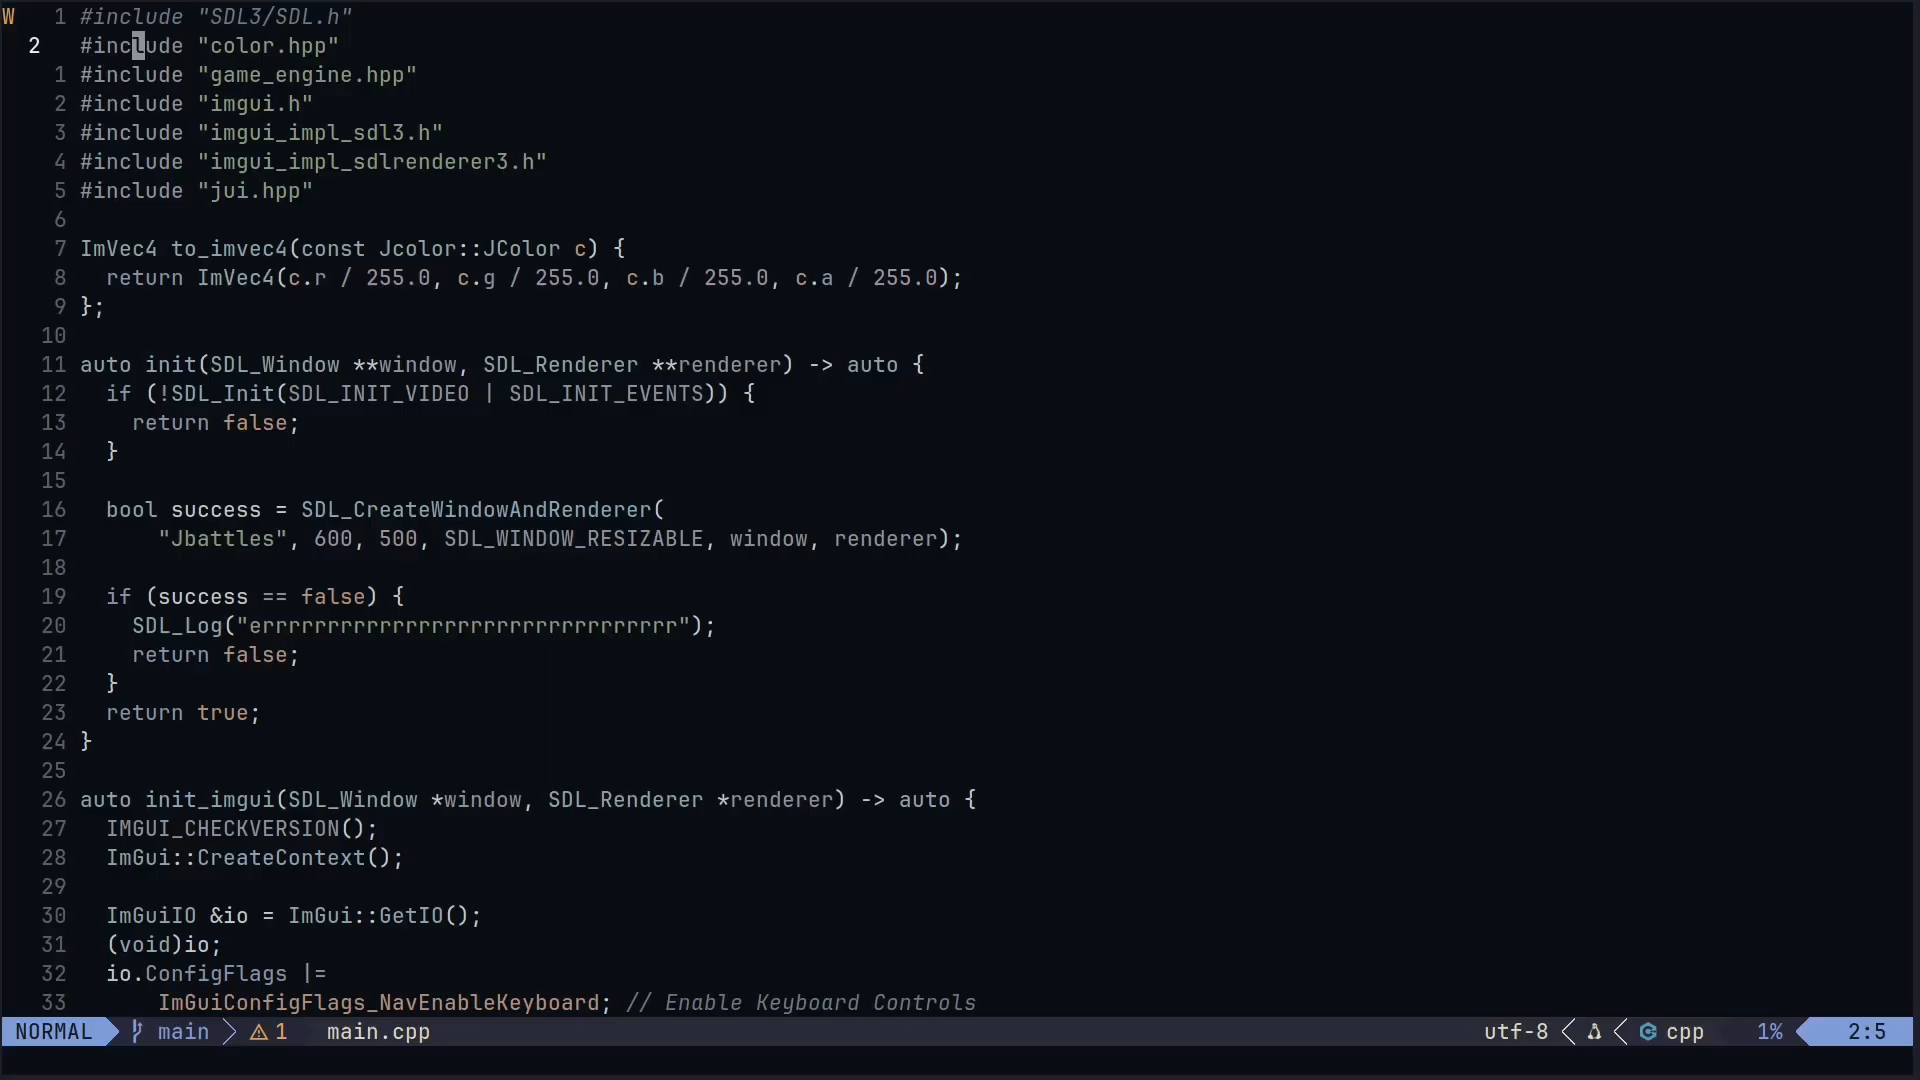 W 1 #include "SDL3/SDL.h"
2 #include "color.hpp"
1 #include "game_engine.hpp"
2 #include "imgui.h"
3 #include "imgui_impl_sdl3.h"
4 #include "imgui_impl_sdlrenderer3.h"
5 #include "jui.hpp"
6
7 ImVec4 to_imvec4(const Jcolor::JColor c) {
8   return ImVec4(c.r / 255.0, c.g / 255.0, c.b / 255.0, c.a / 255.0);
9 };
10
11 auto init(SDL_Window **window, SDL_Renderer **renderer) -> auto {
12   if (!SDL_Init(SDL_INIT_VIDEO | SDL_INIT_EVENTS)) {
13     return false;
14   }
15
16   bool success = SDL_CreateWindowAndRenderer(
17       "Jbattles", 600, 500, SDL_WINDOW_RESIZABLE, window, renderer);
18
19   if (success == false) {
20     SDL_Log("errrrrrrrrrrrrrrrrrrrrrrrrrrrrrrr");
21     return false;
22   }
23   return true;
24 }
25
26 auto init_imgui(SDL_Window *window, SDL_Renderer *renderer) -> auto {
27   IMGUI_CHECKVERSION();
28   ImGui::CreateContext();
29
30   ImGuiIO &io = ImGui::GetIO();
31   (void)io;
32   io.ConfigFlags |=
33       ImGuiConfigFlags_NavEnableKeyboard; // Enable Keyboard Controls
NORMAL main 1 main.cpp utf-8 cpp 1% 2:5